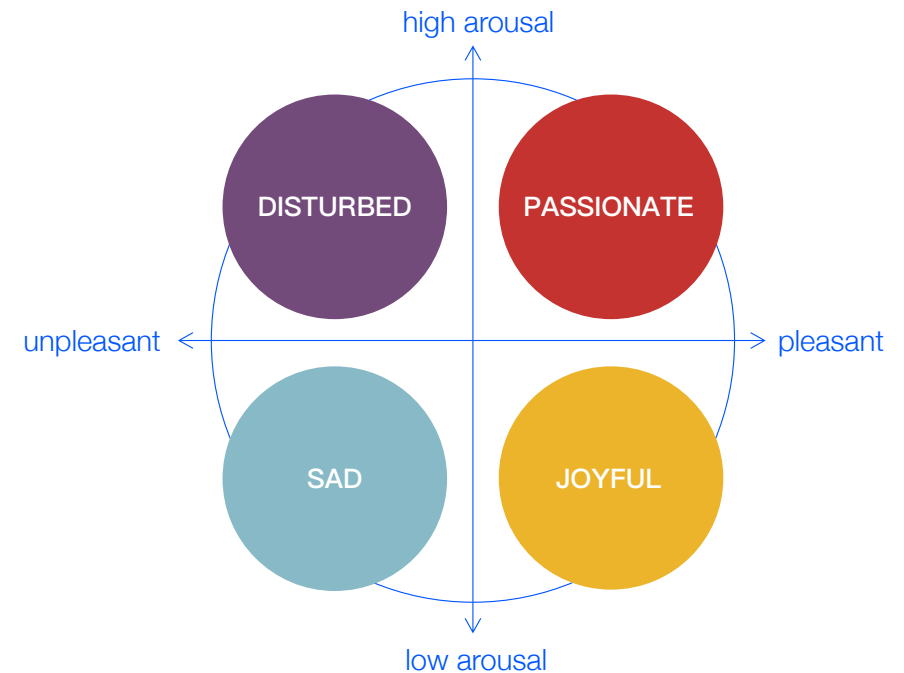 high arousal
DISTURBED
PASSIONATE
unpleasant
pleasant
SAD
JOYFUL
low arousal